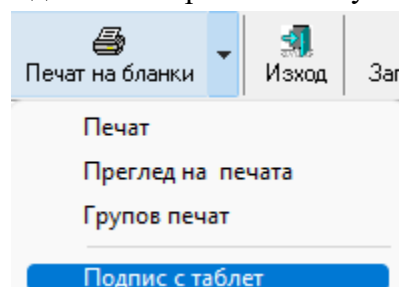 Печат на бланки
Изход
Печат
Преглед на печата
Групов печат
Подпис с таблет